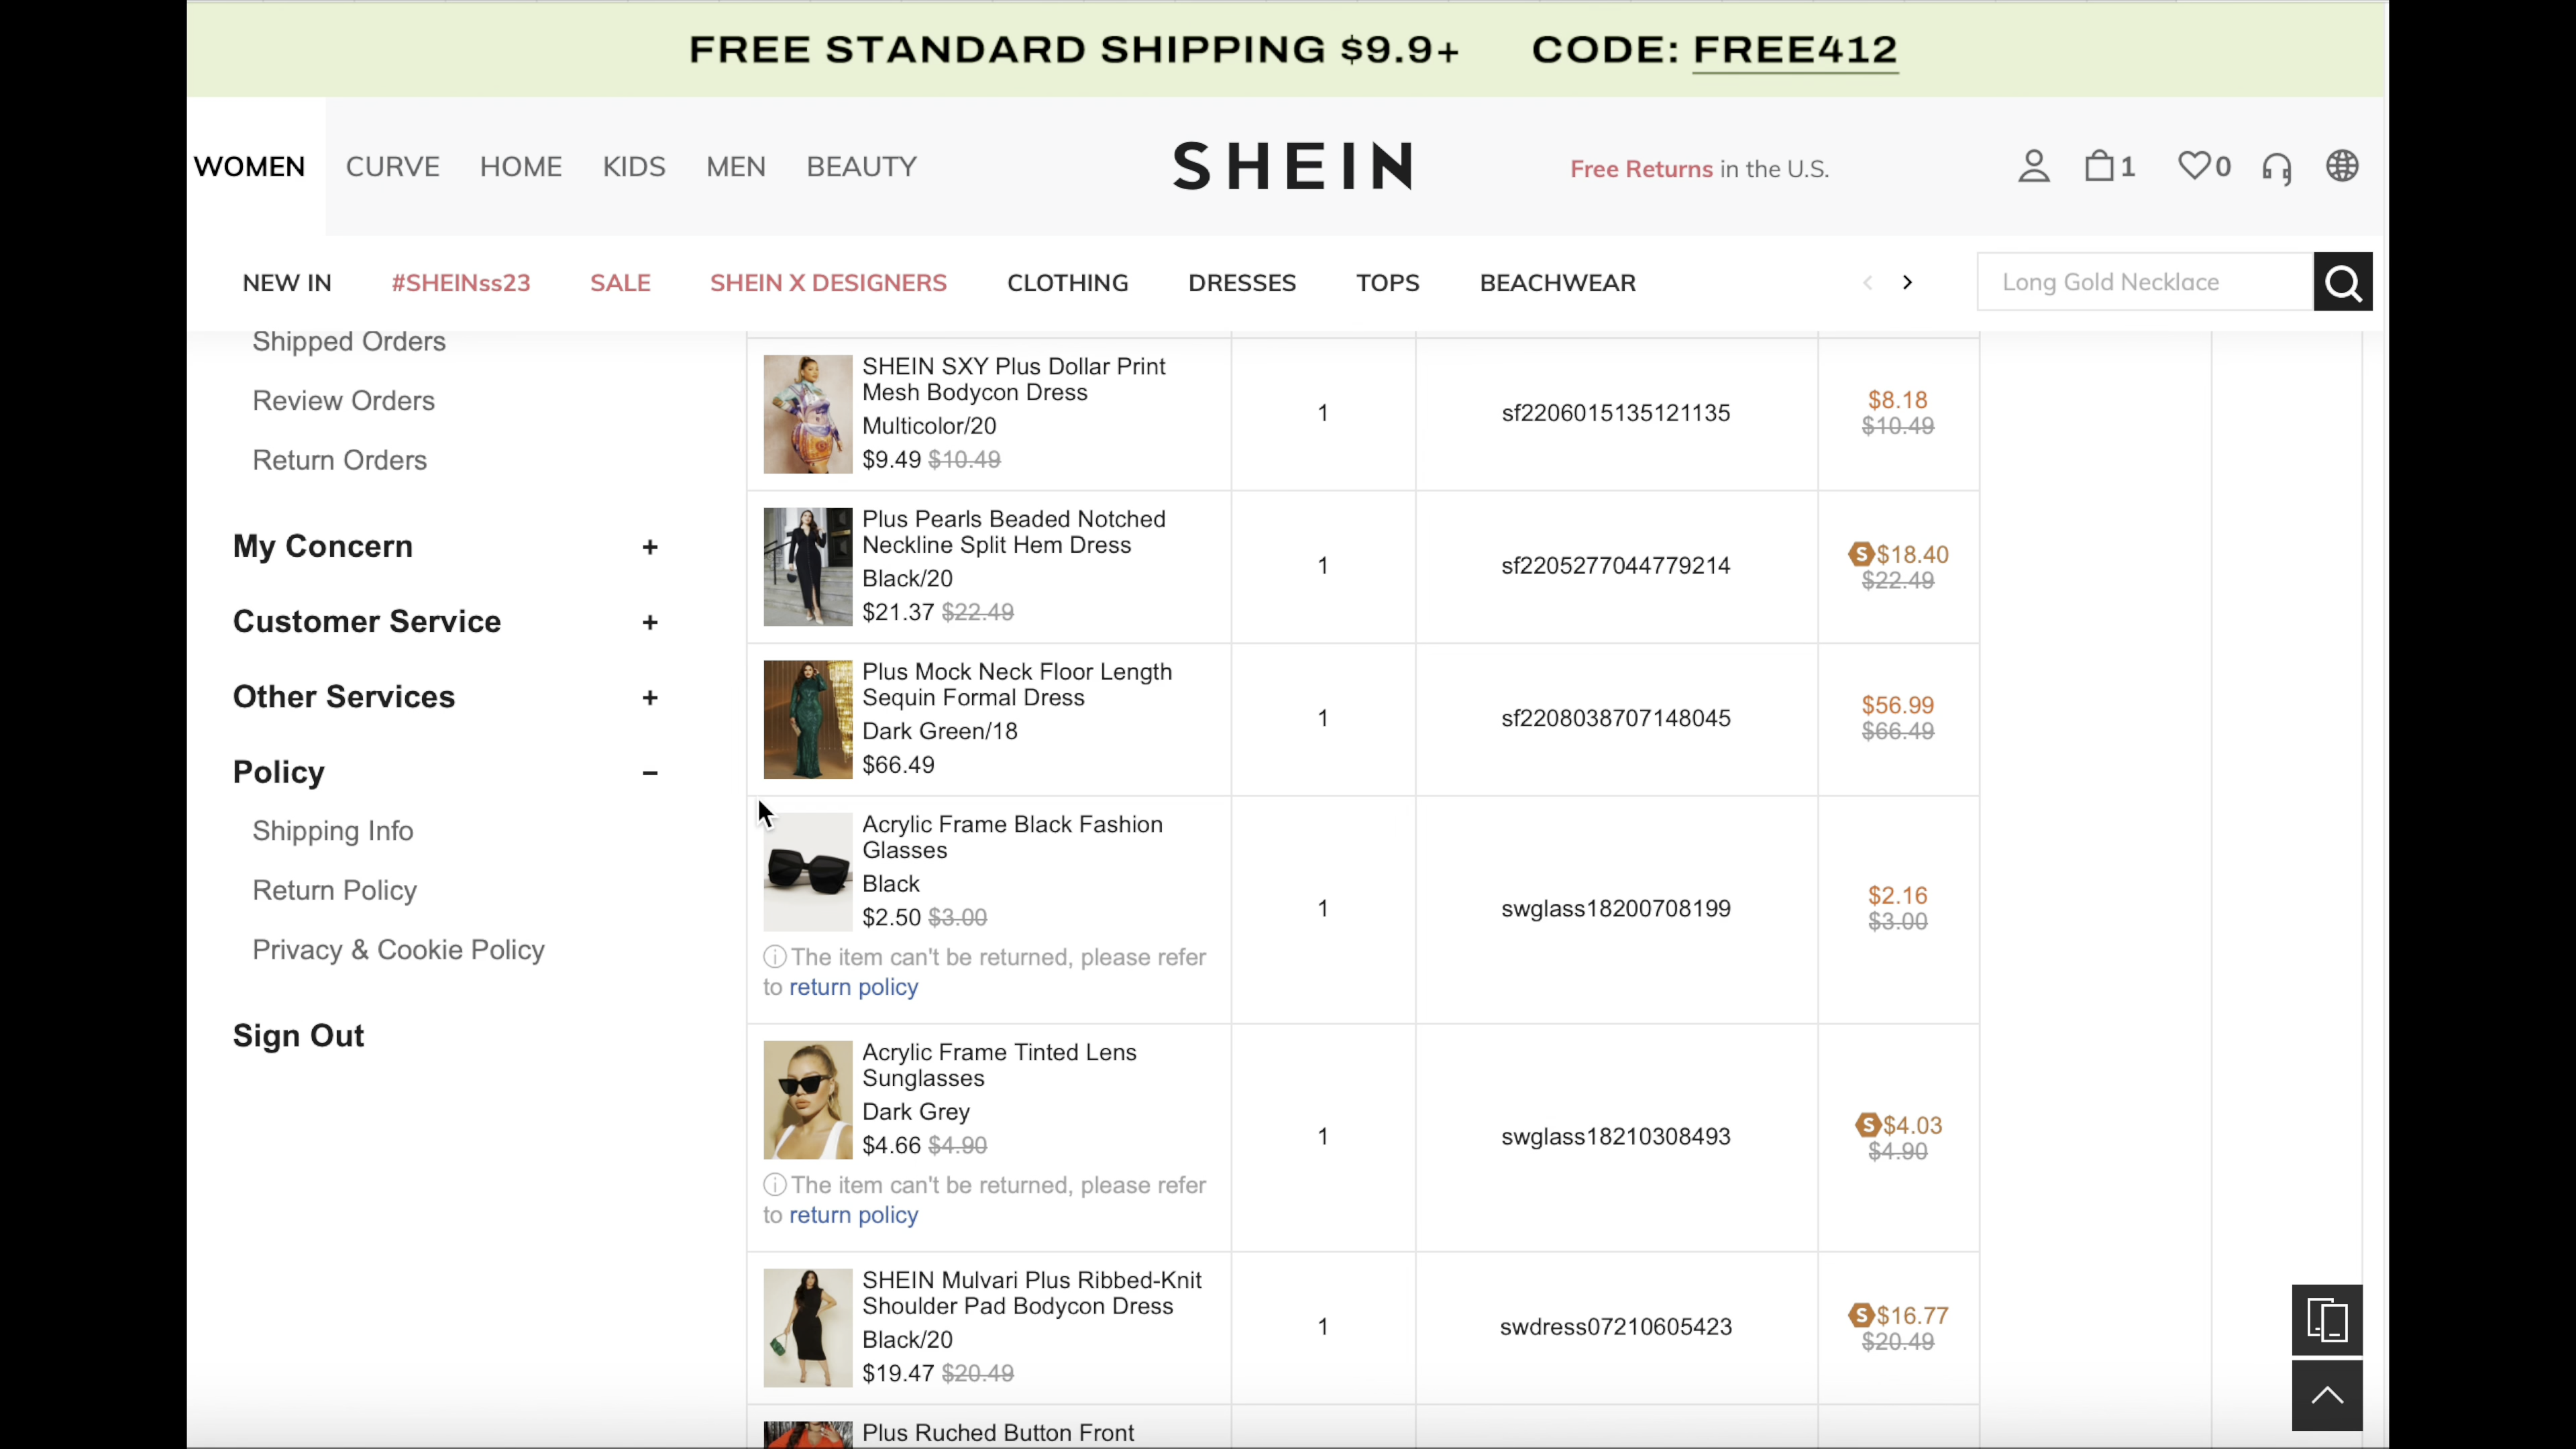 FREE STANDARD SHIPPING $9.9+ CODE: FREE412
WOMEN CURVE HOME KIDS MEN BEAUTY
SHEIN
Free Returns in the U.S.
1
0
NEW IN #SHEINss23 SALE SHEIN X DESIGNERS CLOTHING DRESSES TOPS BEACHWEAR
Long Gold Necklace
Shipped Orders
Review Orders
Return Orders
My Concern +
Customer Service +
Other Services +
Policy –
Shipping Info
Return Policy
Privacy & Cookie Policy
Sign Out
SHEIN SXY Plus Dollar Print
Mesh Bodycon Dress
Multicolor/20
$9.49 $10.49
1
sf2206015135121135
$8.18
$10.49
Plus Pearls Beaded Notched
Neckline Split Hem Dress
Black/20
$21.37 $22.49
1
sf2205277044779214
S $18.40
$22.49
Plus Mock Neck Floor Length
Sequin Formal Dress
Dark Green/18
$66.49
1
sf2208038707148045
$56.99
$66.49
Acrylic Frame Black Fashion
Glasses
Black
$2.50 $3.00
The item can't be returned, please refer
to return policy
1
swglass18200708199
$2.16
$3.00
Acrylic Frame Tinted Lens
Sunglasses
Dark Grey
$4.66 $4.90
The item can't be returned, please refer
to return policy
1
swglass18210308493
S $4.03
$4.90
SHEIN Mulvari Plus Ribbed-Knit
Shoulder Pad Bodycon Dress
Black/20
$19.47 $20.49
1
swdress07210605423
S $16.77
$20.49
Plus Ruched Button Front